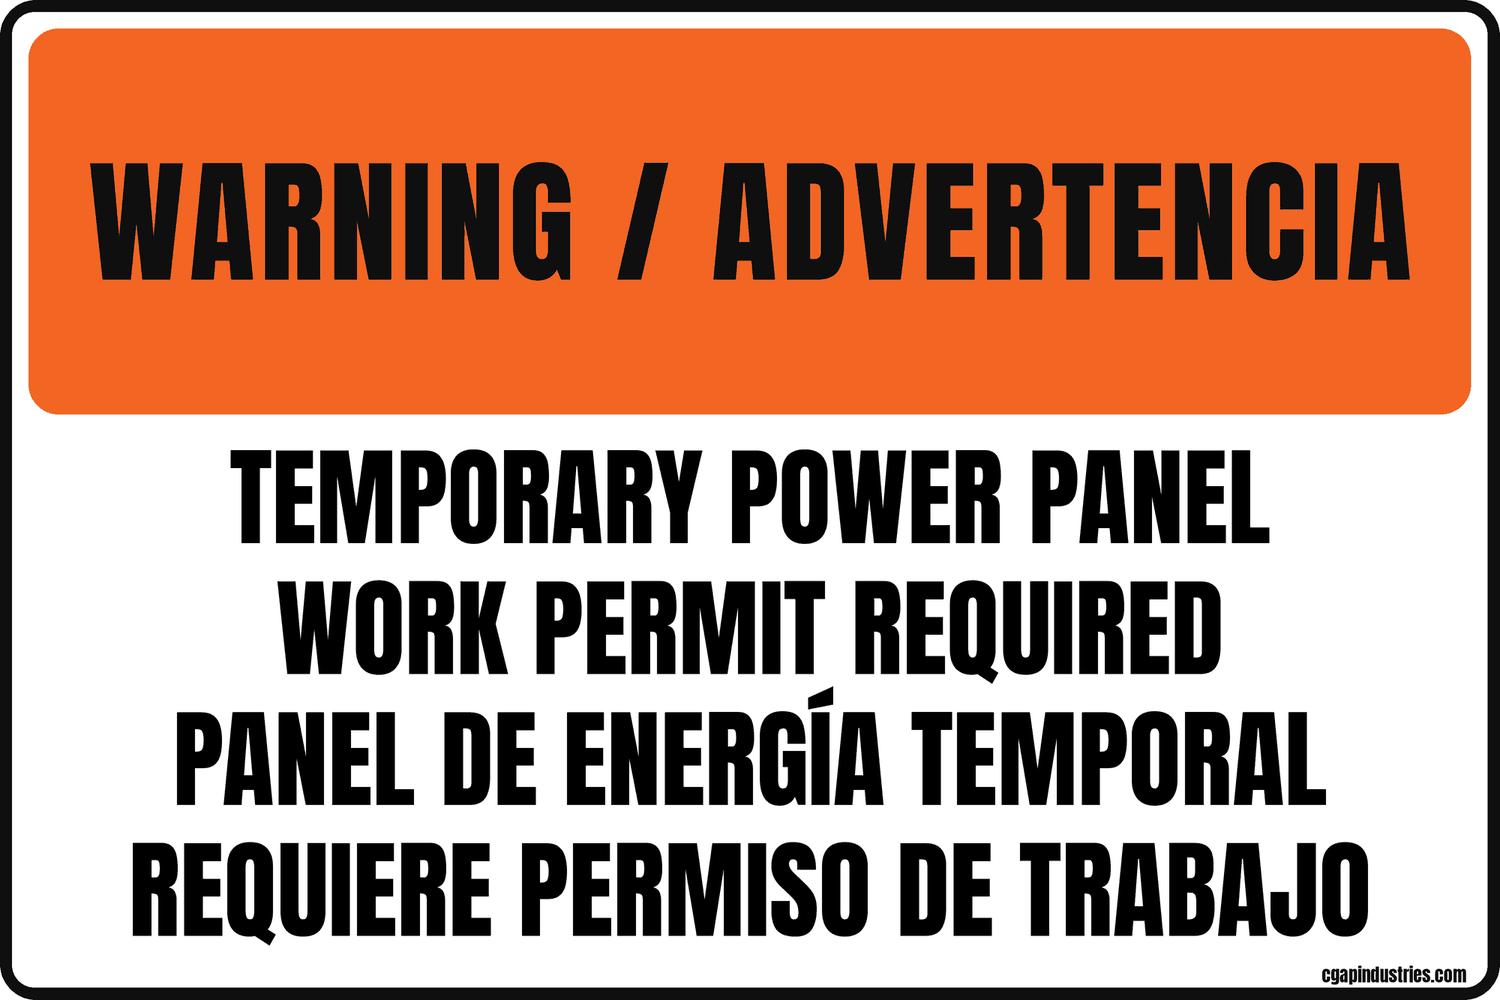 WARNING / ADVERTENCIA
TEMPORARY POWER PANEL
WORK PERMIT REQUIRED
PANEL DE ENERGÍA TEMPORAL
REQUIERE PERMISO DE TRABAJO
cgapindustries.com